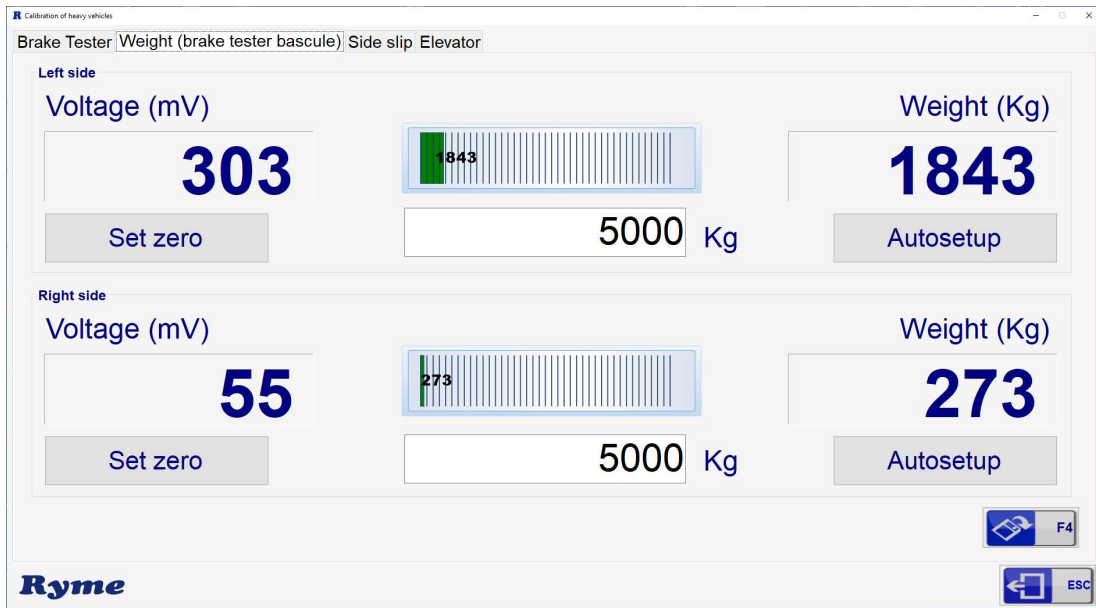 R Calibration of heavy vehicles
Brake Tester Weight (brake tester bascule) Side slip Elevator
Left side
Voltage (mV)
Weight (Kg)
303
1843
1843
Set zero
5000 Kg
Autosetup
Right side
Voltage (mV)
Weight (Kg)
55
273
273
Set zero
5000 Kg
Autosetup
F4
Ryme
ESC